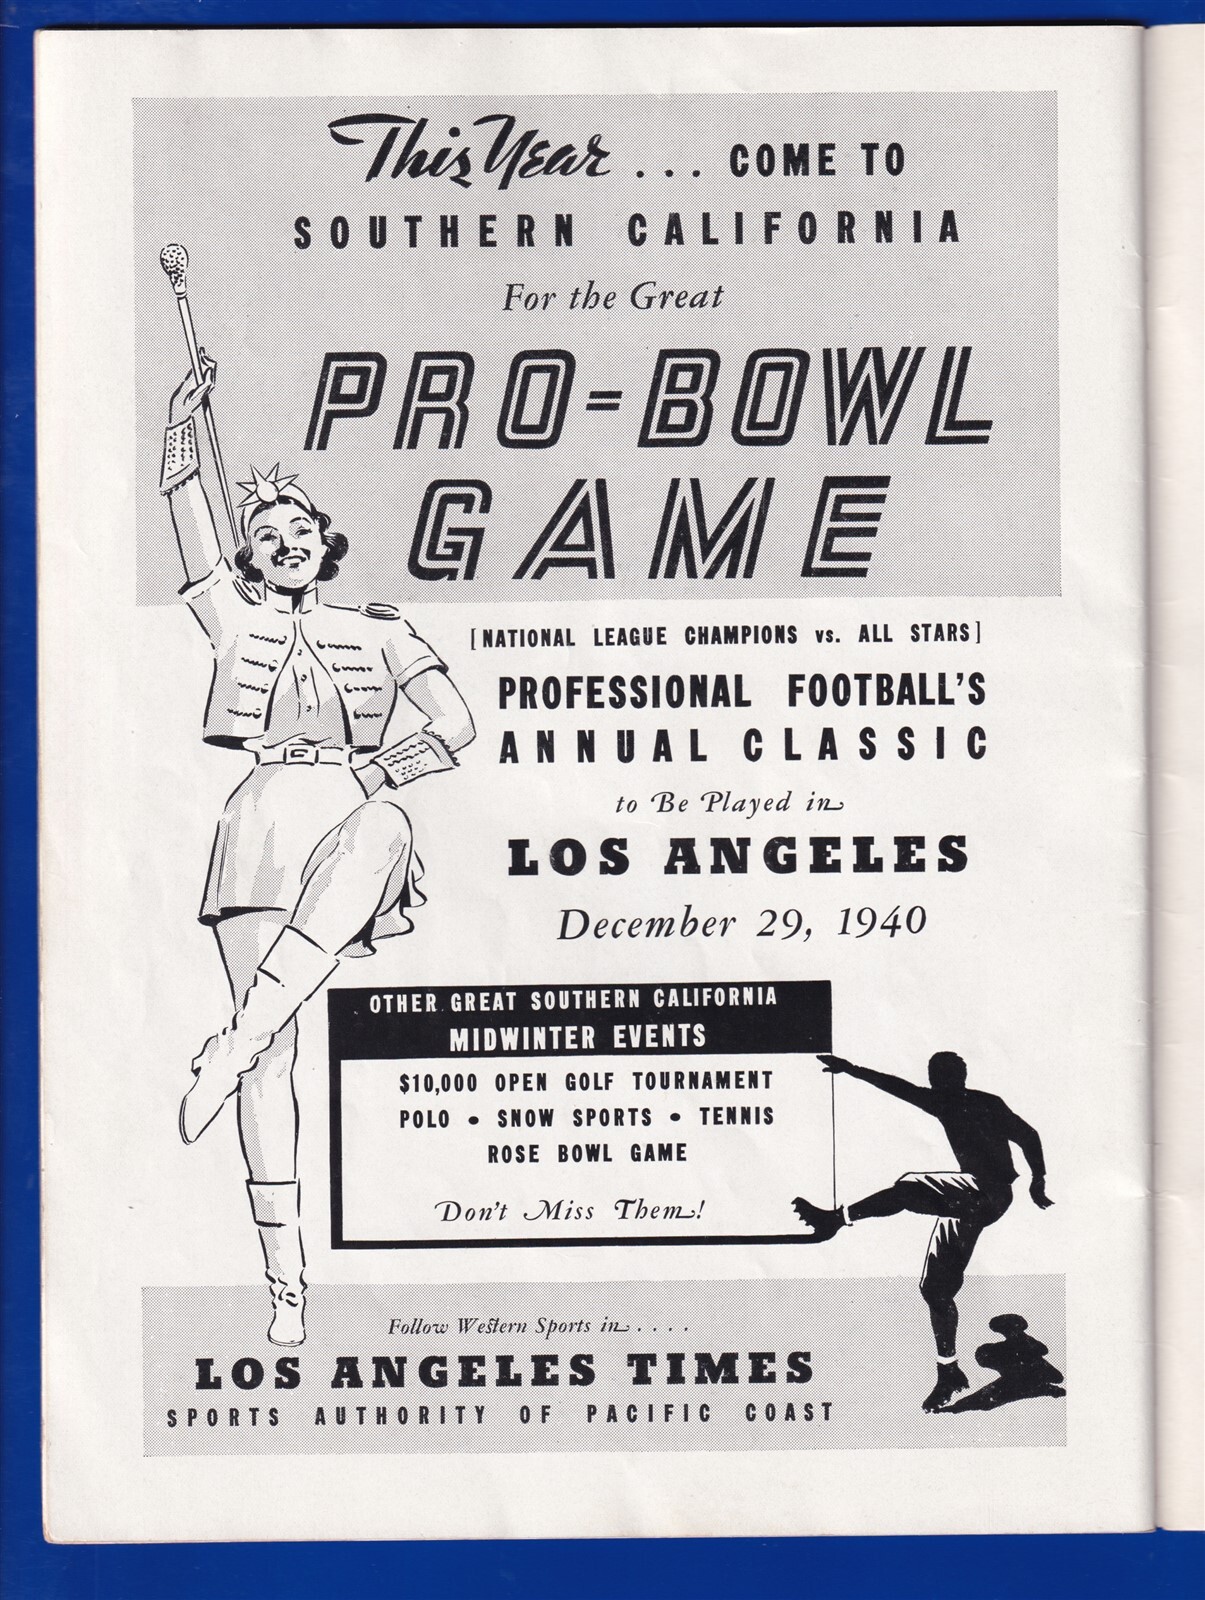 This Year . . . COME TO
SOUTHERN CALIFORNIA
For the Great
PRO-BOWL
GAME
[NATIONAL LEAGUE CHAMPIONS vs. ALL STARS]
PROFESSIONAL FOOTBALL'S
ANNUAL CLASSIC
to Be Played in
LOS ANGELES
December 29, 1940
OTHER GREAT SOUTHERN CALIFORNIA
MIDWINTER EVENTS
$10,000 OPEN GOLF TOURNAMENT
POLO • SNOW SPORTS • TENNIS
ROSE BOWL GAME
Don't Miss Them!
Follow Western Sports in . . . .
LOS ANGELES TIMES
SPORTS AUTHORITY OF PACIFIC COAST